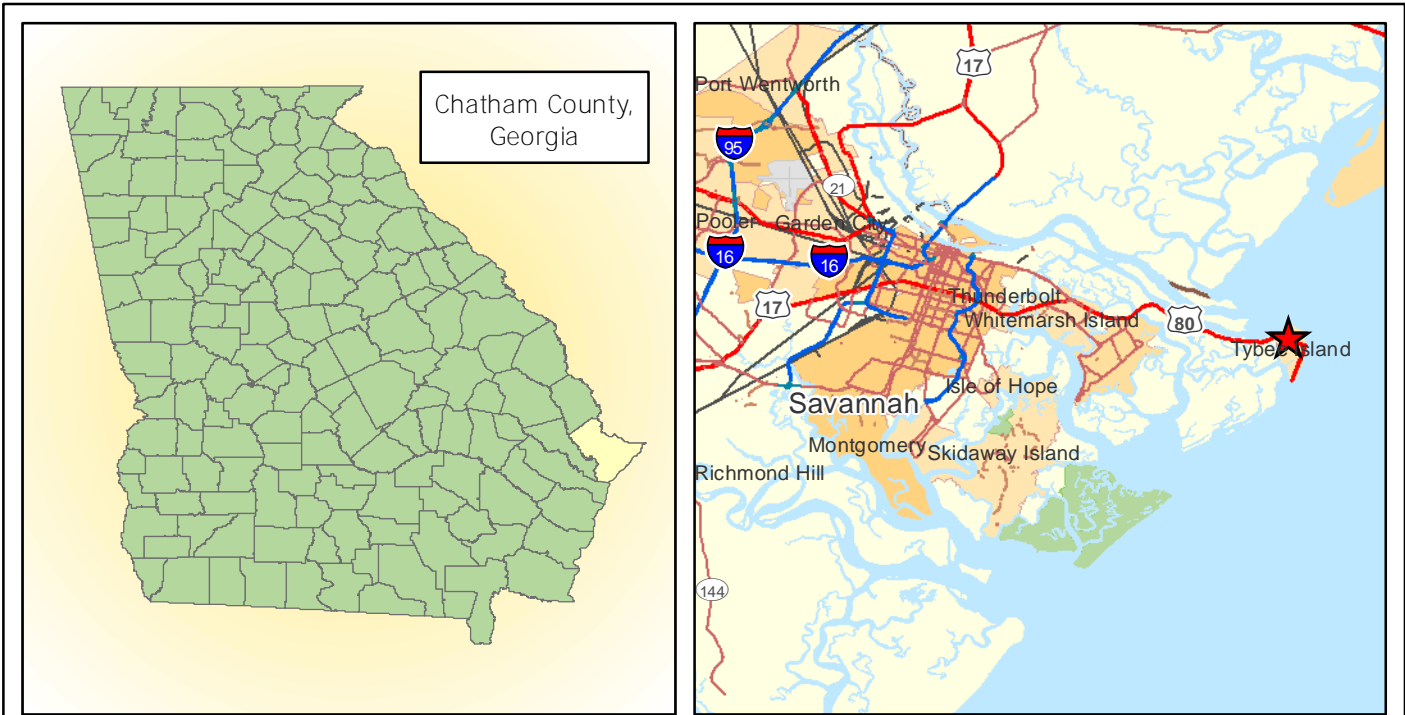 Chatham County,
Georgia
17
Port Wentworth
95
21
Pooler
Garden City
16
16
17
Thunderbolt
Whitemarsh Island
80
Tybee Island
Isle of Hope
Savannah
Montgomery
Skidaway Island
Richmond Hill
144